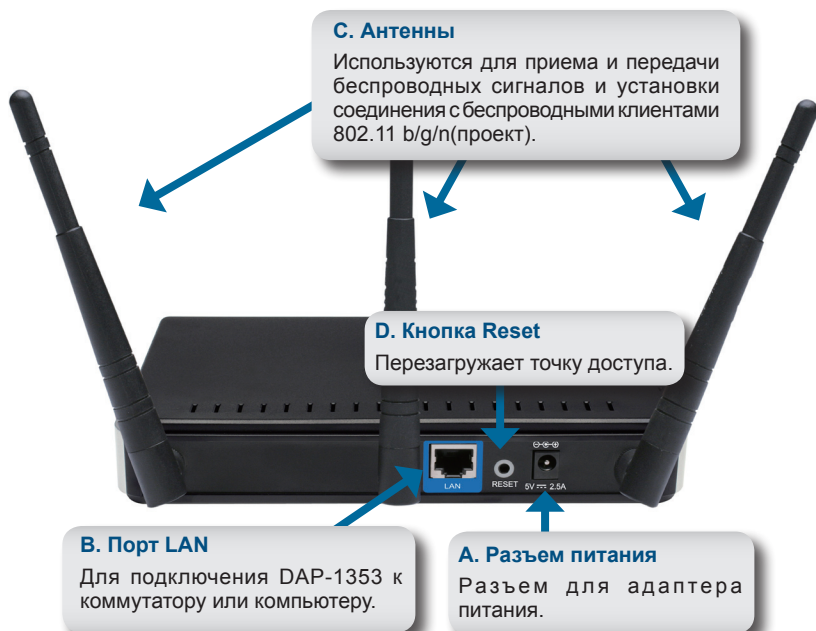 C. Антенны
Используются для приема и передачи
беспроводных сигналов и установки
соединения с беспроводными клиентами
802.11 b/g/n(проект).
D. Кнопка Reset
Перезагружает точку доступа.
LAN
RESET
5V ⎓ 2.5A
B. Порт LAN
Для подключения DAP-1353 к
коммутатору или компьютеру.
A. Разъем питания
Разъем для адаптера
питания.